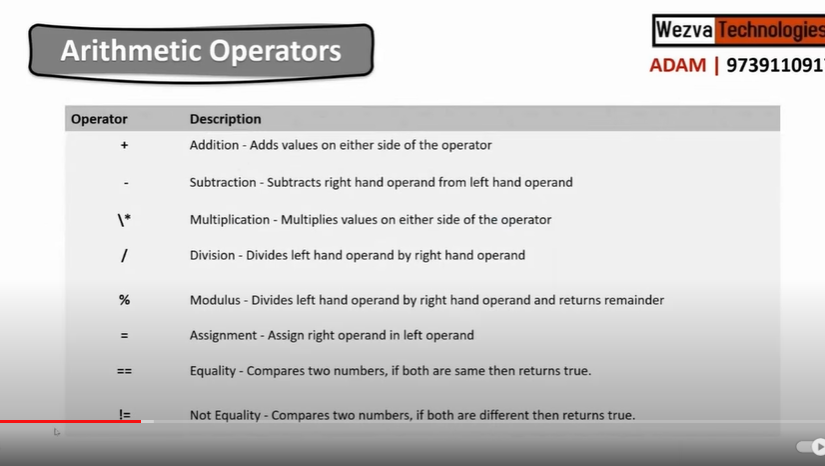 Arithmetic Operators
Wezva Technologies
ADAM | 973911091
Operator Description
+ Addition - Adds values on either side of the operator
- Subtraction - Subtracts right hand operand from left hand operand
\* Multiplication - Multiplies values on either side of the operator
/ Division - Divides left hand operand by right hand operand
% Modulus - Divides left hand operand by right hand operand and returns remainder
= Assignment - Assign right operand in left operand
== Equality - Compares two numbers, if both are same then returns true.
!= Not Equality - Compares two numbers, if both are different then returns true.